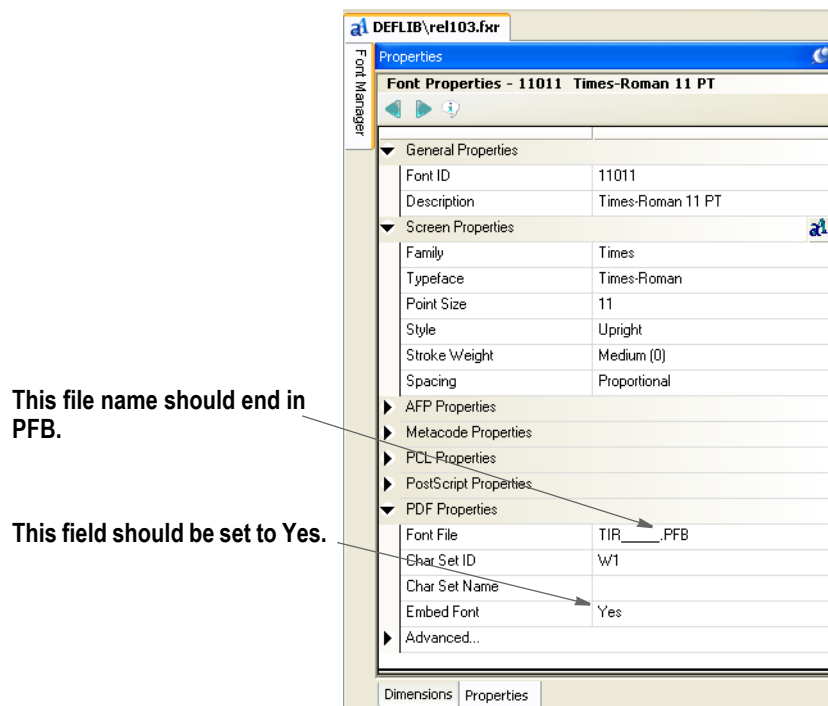 DEFLIB\rel103.fxr
Font Manager
Properties
Font Properties - 11011 Times-Roman 11 PT
General Properties
Font ID 11011
Description Times-Roman 11 PT
Screen Properties
Family Times
Typeface Times-Roman
Point Size 11
Style Upright
Stroke Weight Medium (0)
Spacing Proportional
This file name should end in
PFB.
AFP Properties
Metacode Properties
PCL Properties
PostScript Properties
PDF Properties
This field should be set to Yes.
Font File TIR_____.PFB
Char Set ID W1
Char Set Name
Embed Font Yes
Advanced...
Dimensions Properties